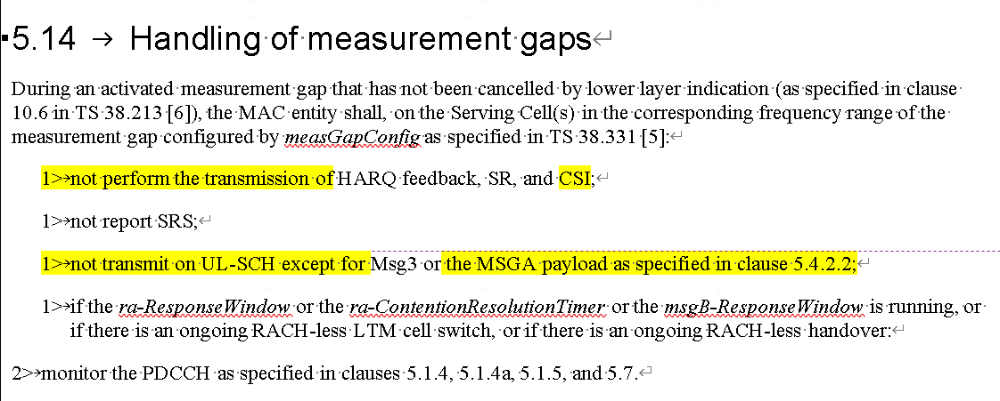 5.14 → Handling of measurement gaps
During an activated measurement gap that has not been cancelled by lower layer indication (as specified in clause
10.6 in TS 38.213 [6]), the MAC entity shall, on the Serving Cell(s) in the corresponding frequency range of the
measurement gap configured by measGapConfig as specified in TS 38.331 [5]:
1>→not perform the transmission of HARQ feedback, SR, and CSI;
1>→not report SRS;
1>→not transmit on UL-SCH except for Msg3 or the MSGA payload as specified in clause 5.4.2.2;
1>→if the ra-ResponseWindow or the ra-ContentionResolutionTimer or the msgB-ResponseWindow is running, or
if there is an ongoing RACH-less LTM cell switch, or if there is an ongoing RACH-less handover:
2>→monitor the PDCCH as specified in clauses 5.1.4, 5.1.4a, 5.1.5, and 5.7.